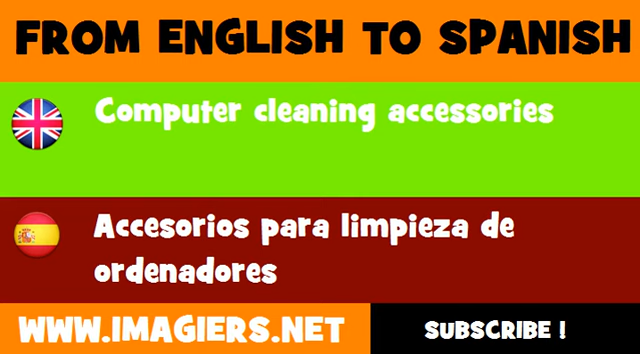 FROM ENGLISH TO SPANISH
Computer cleaning accessories
Accesorios para limpieza de
ordenadores
WWW.IMAGIERS.NET
SUBSCRIBE !